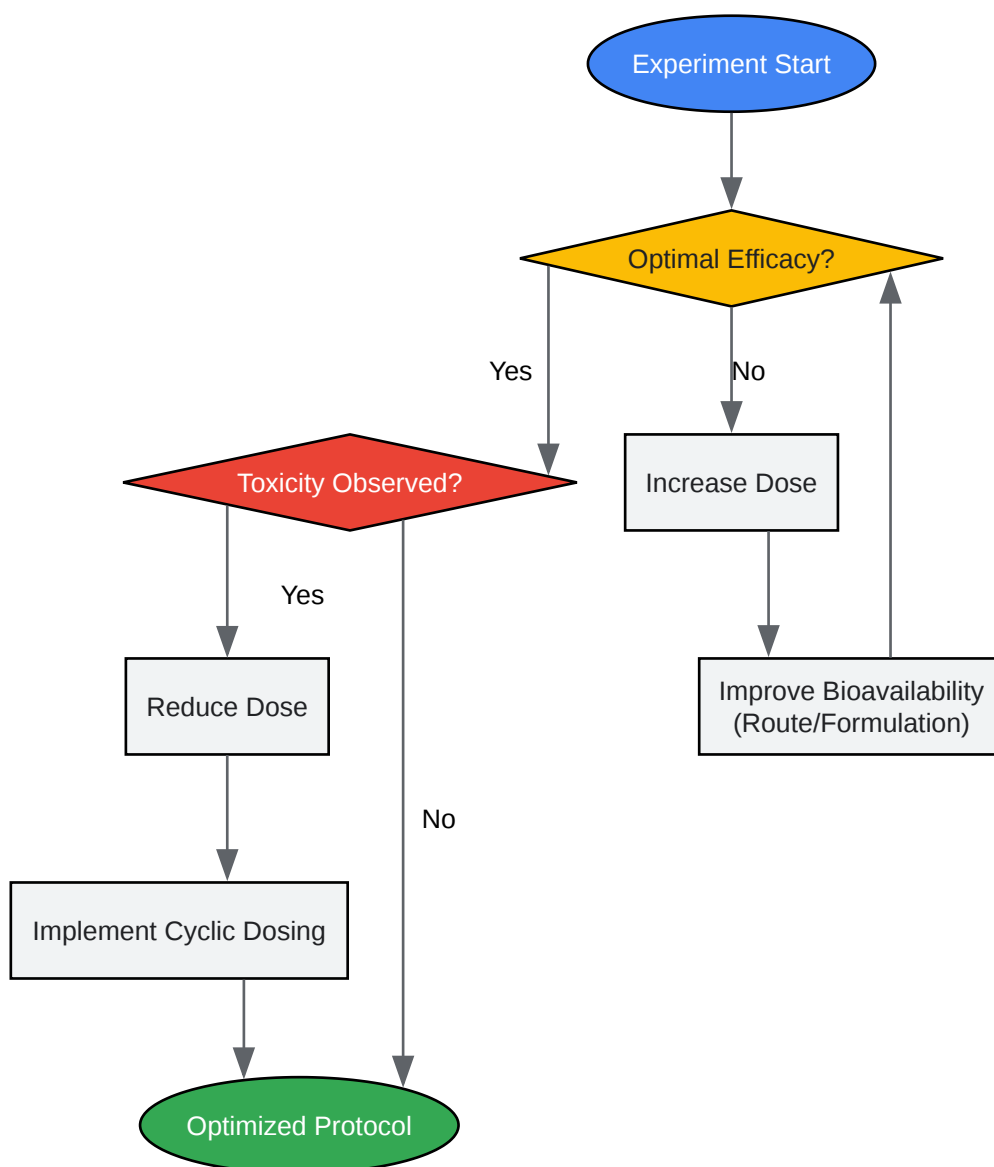 Experiment Start
Optimal Efficacy?
Yes
No
Toxicity Observed?
Increase Dose
Yes
Reduce Dose
Improve Bioavailability
(Route/Formulation)
No
Implement Cyclic Dosing
Optimized Protocol